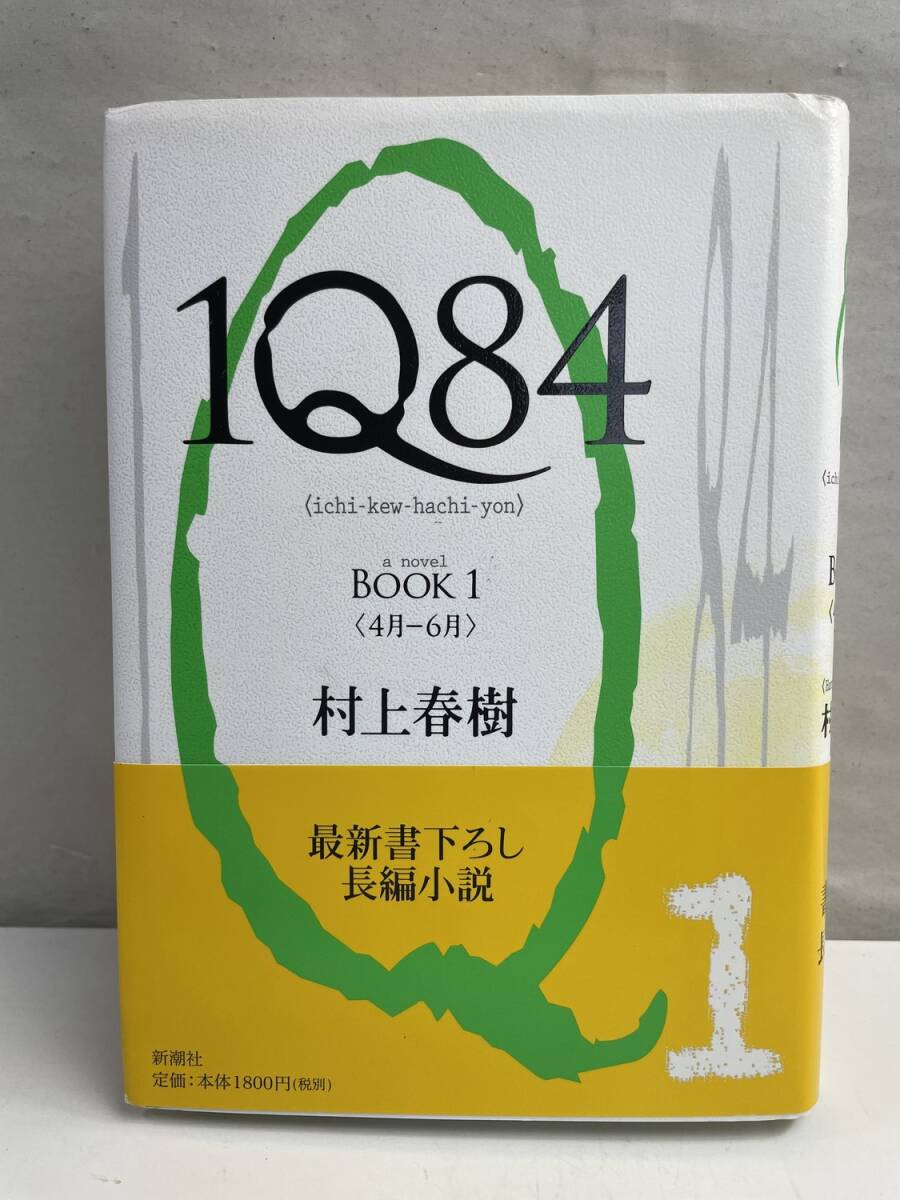 1Q84
〈ichi-kew-hachi-yon〉
a novel
BOOK 1
〈4月−6月〉
村上春樹
最新書下ろし
長編小説
1
新潮社
定価：本体1800円(税別)